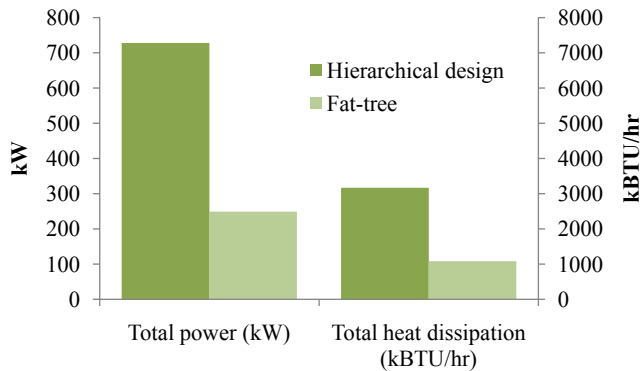 800
700
600
500
400
300
200
100
0
kW
8000
7000
6000
5000
4000
3000
2000
1000
0
kBTU/hr
Hierarchical design
Fat-tree
Total power (kW)
Total heat dissipation
(kBTU/hr)